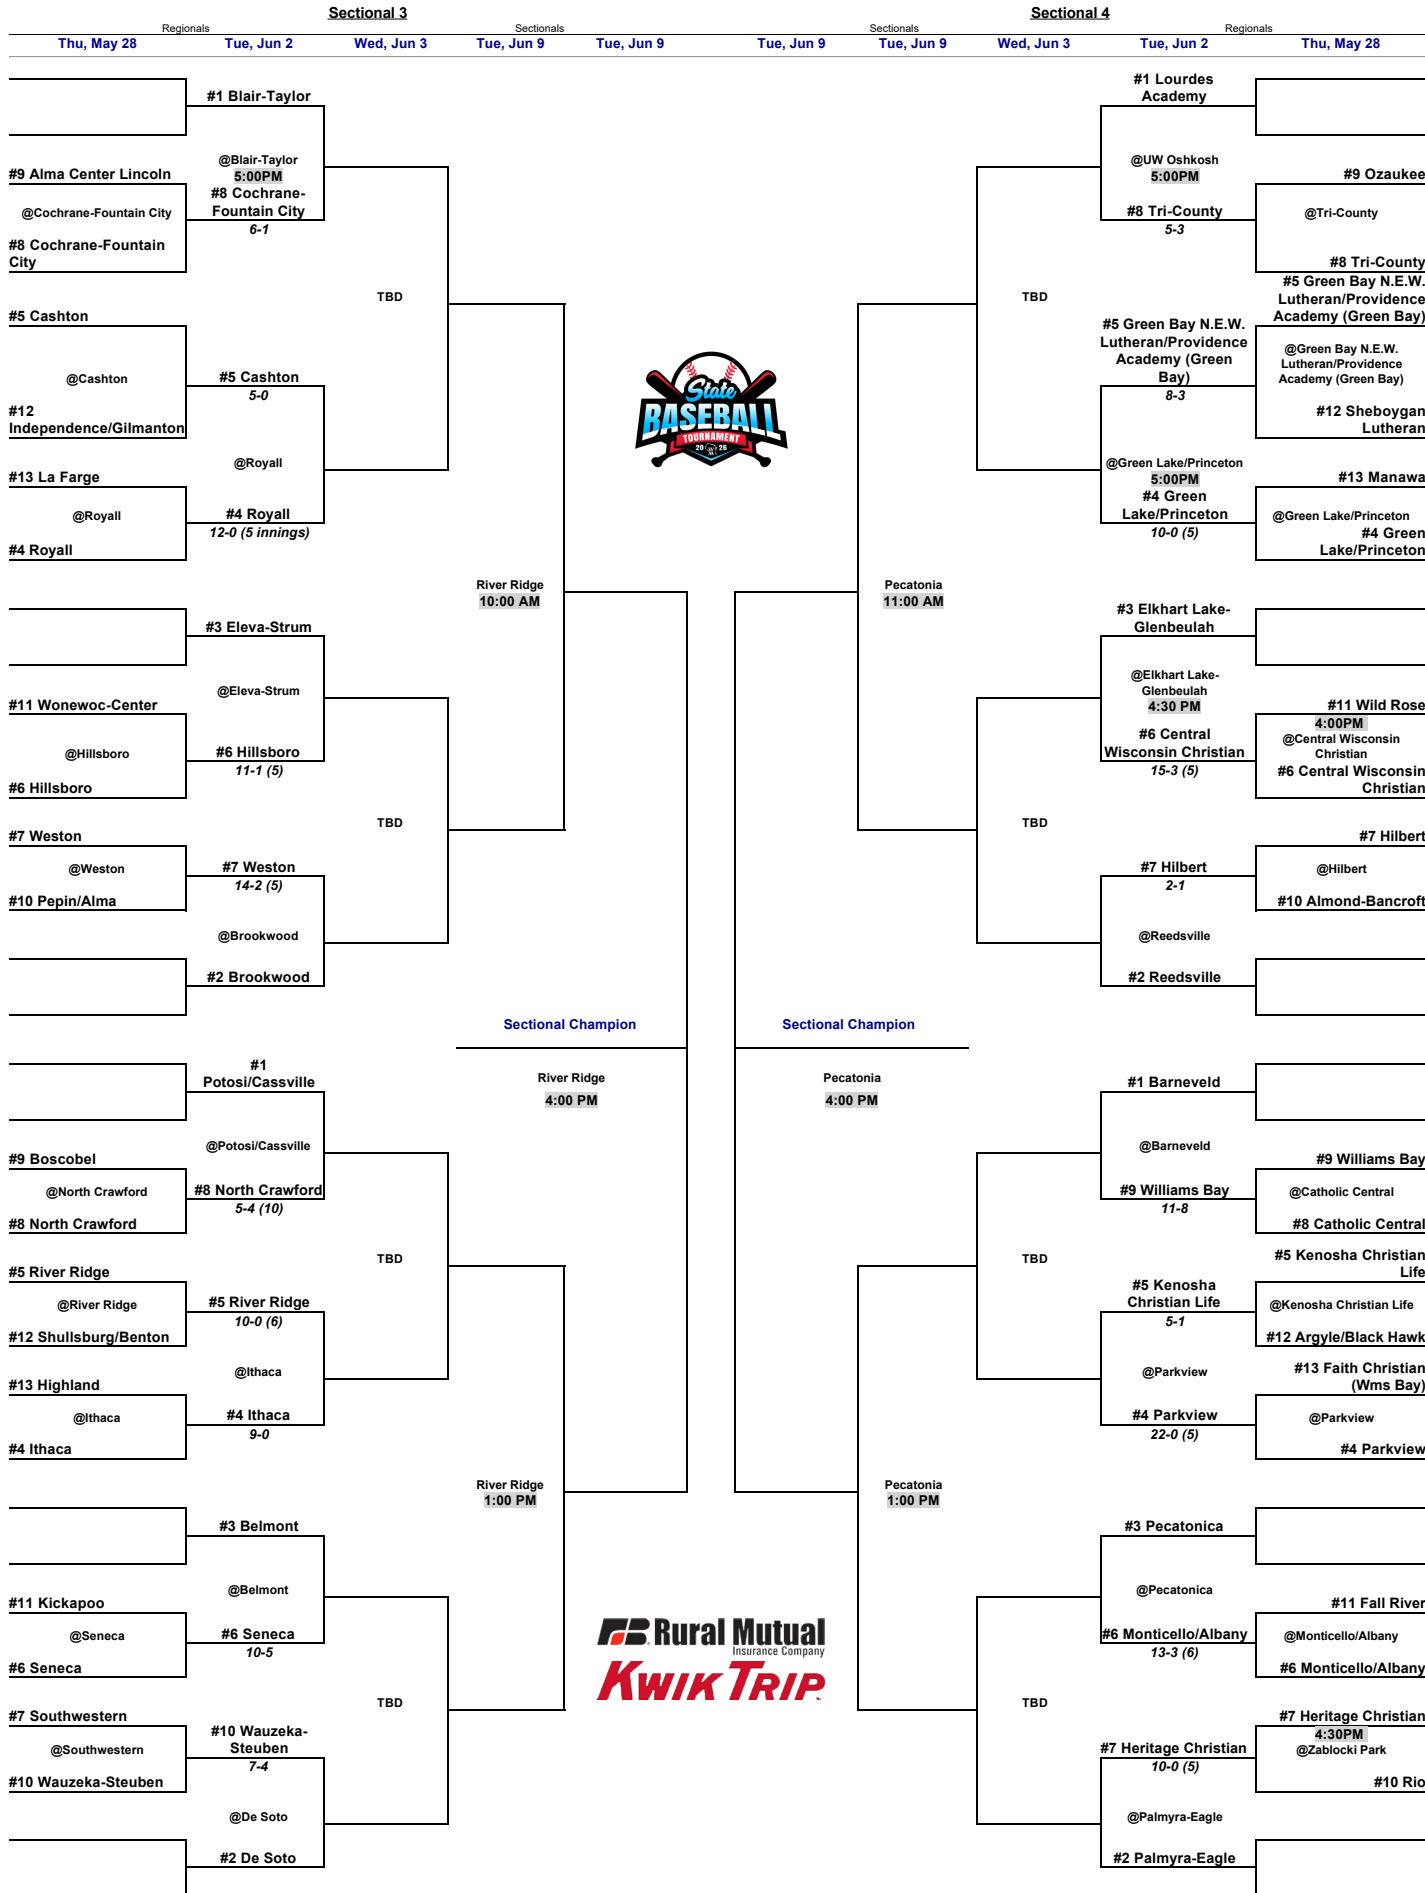 Sectional 3
Sectional 4
Regionals
Sectionals
Sectionals
Regionals
Thu, May 28
Tue, Jun 2
Wed, Jun 3
Tue, Jun 9
Tue, Jun 9
Tue, Jun 9
Tue, Jun 9
Wed, Jun 3
Tue, Jun 2
Thu, May 28
#1 Blair-Taylor
@Blair-Taylor
5:00PM
#9 Alma Center Lincoln
@Cochrane-Fountain City
#8 Cochrane-Fountain
City
#8 Cochrane-
Fountain City
6-1
TBD
#5 Cashton
@Cashton
#12
Independence/Gilmanton
#5 Cashton
5-0
@Royall
#13 La Farge
@Royall
#4 Royall
#4 Royall
12-0 (5 innings)
River Ridge
10:00 AM
#3 Eleva-Strum
@Eleva-Strum
#11 Wonewoc-Center
@Hillsboro
#6 Hillsboro
#6 Hillsboro
11-1 (5)
TBD
#7 Weston
@Weston
#10 Pepin/Alma
#7 Weston
14-2 (5)
@Brookwood
#2 Brookwood
Sectional Champion
River Ridge
4:00 PM
#1
Potosi/Cassville
@Potosi/Cassville
#9 Boscobel
@North Crawford
#8 North Crawford
#8 North Crawford
5-4 (10)
TBD
#5 River Ridge
@River Ridge
#12 Shullsburg/Benton
#5 River Ridge
10-0 (6)
@Ithaca
#13 Highland
@Ithaca
#4 Ithaca
#4 Ithaca
9-0
River Ridge
1:00 PM
#3 Belmont
@Belmont
#11 Kickapoo
@Seneca
#6 Seneca
#6 Seneca
10-5
TBD
#7 Southwestern
@Southwestern
#10 Wauzeka-Steuben
#10 Wauzeka-
Steuben
7-4
@De Soto
#2 De Soto
State
BASEBALL
TOURNAMENT
20 26
Rural Mutual
Insurance Company
KWIK TRIP
#1 Lourdes
Academy
@UW Oshkosh
5:00PM
#8 Tri-County
5-3
#9 Ozaukee
@Tri-County
#8 Tri-County
TBD
#5 Green Bay N.E.W.
Lutheran/Providence
Academy (Green
Bay)
8-3
#5 Green Bay N.E.W.
Lutheran/Providence
Academy (Green Bay)
@Green Bay N.E.W.
Lutheran/Providence
Academy (Green Bay)
#12 Sheboygan
Lutheran
@Green Lake/Princeton
5:00PM
#4 Green
Lake/Princeton
10-0 (5)
#13 Manawa
@Green Lake/Princeton
#4 Green
Lake/Princeton
Pecatonia
11:00 AM
#3 Elkhart Lake-
Glenbeulah
@Elkhart Lake-
Glenbeulah
4:30 PM
#6 Central
Wisconsin Christian
15-3 (5)
#11 Wild Rose
4:00PM
@Central Wisconsin
Christian
#6 Central Wisconsin
Christian
TBD
#7 Hilbert
2-1
#7 Hilbert
@Hilbert
#10 Almond-Bancroft
@Reedsville
#2 Reedsville
Sectional Champion
Pecatonia
4:00 PM
#1 Barneveld
@Barneveld
#9 Williams Bay
11-8
#9 Williams Bay
@Catholic Central
#8 Catholic Central
TBD
#5 Kenosha
Christian Life
5-1
#5 Kenosha Christian
Life
@Kenosha Christian Life
#12 Argyle/Black Hawk
@Parkview
#4 Parkview
22-0 (5)
#13 Faith Christian
(Wms Bay)
@Parkview
#4 Parkview
Pecatonia
1:00 PM
#3 Pecatonica
@Pecatonica
#6 Monticello/Albany
13-3 (6)
#11 Fall River
@Monticello/Albany
#6 Monticello/Albany
TBD
#7 Heritage Christian
10-0 (5)
#7 Heritage Christian
4:30PM
@Zablocki Park
#10 Rio
@Palmyra-Eagle
#2 Palmyra-Eagle